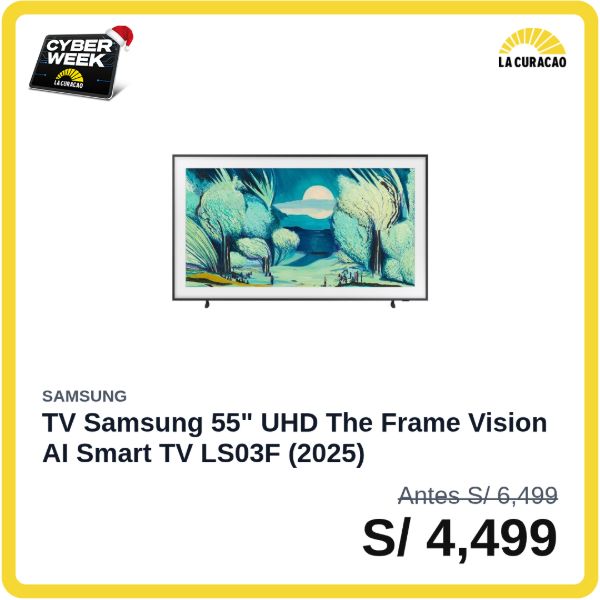 CYBER
WEEK
LA CURACAO
LA CURACAO
SAMSUNG
TV Samsung 55" UHD The Frame Vision
AI Smart TV LS03F (2025)
Antes S/ 6,499
S/ 4,499